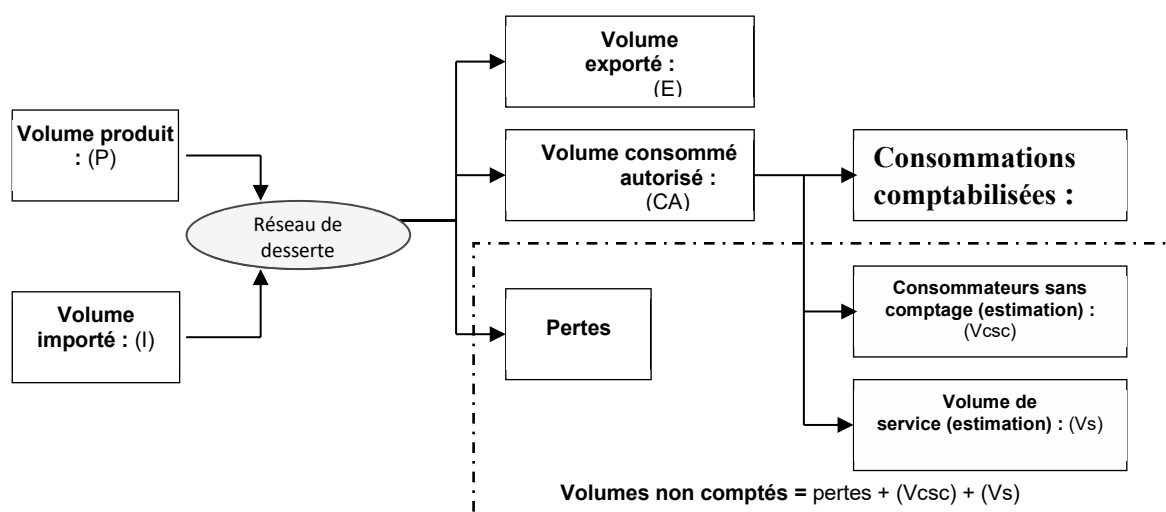 Volume
exporté :
(E)
Volume produit
: (P)
Volume consommé
autorisé :
(CA)
Consommations
comptabilisées :
Réseau de
desserte
Volume
importé : (I)
Pertes
Consommateurs sans
comptage (estimation) :
(Vcsc)
Volume de
service (estimation) : (Vs)
Volumes non comptés = pertes + (Vcsc) + (Vs)